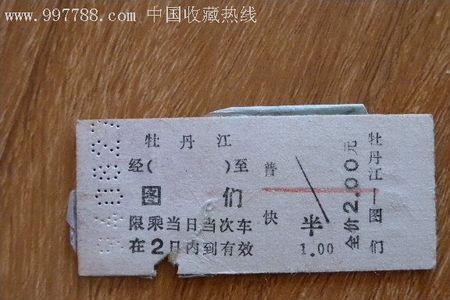 www.997788.com 中国收藏热线
牡丹江
经( )至
图们
限乘当日当次车
在2日内到有效
普快
半
1.00
全价2.00元
牡丹江—图们